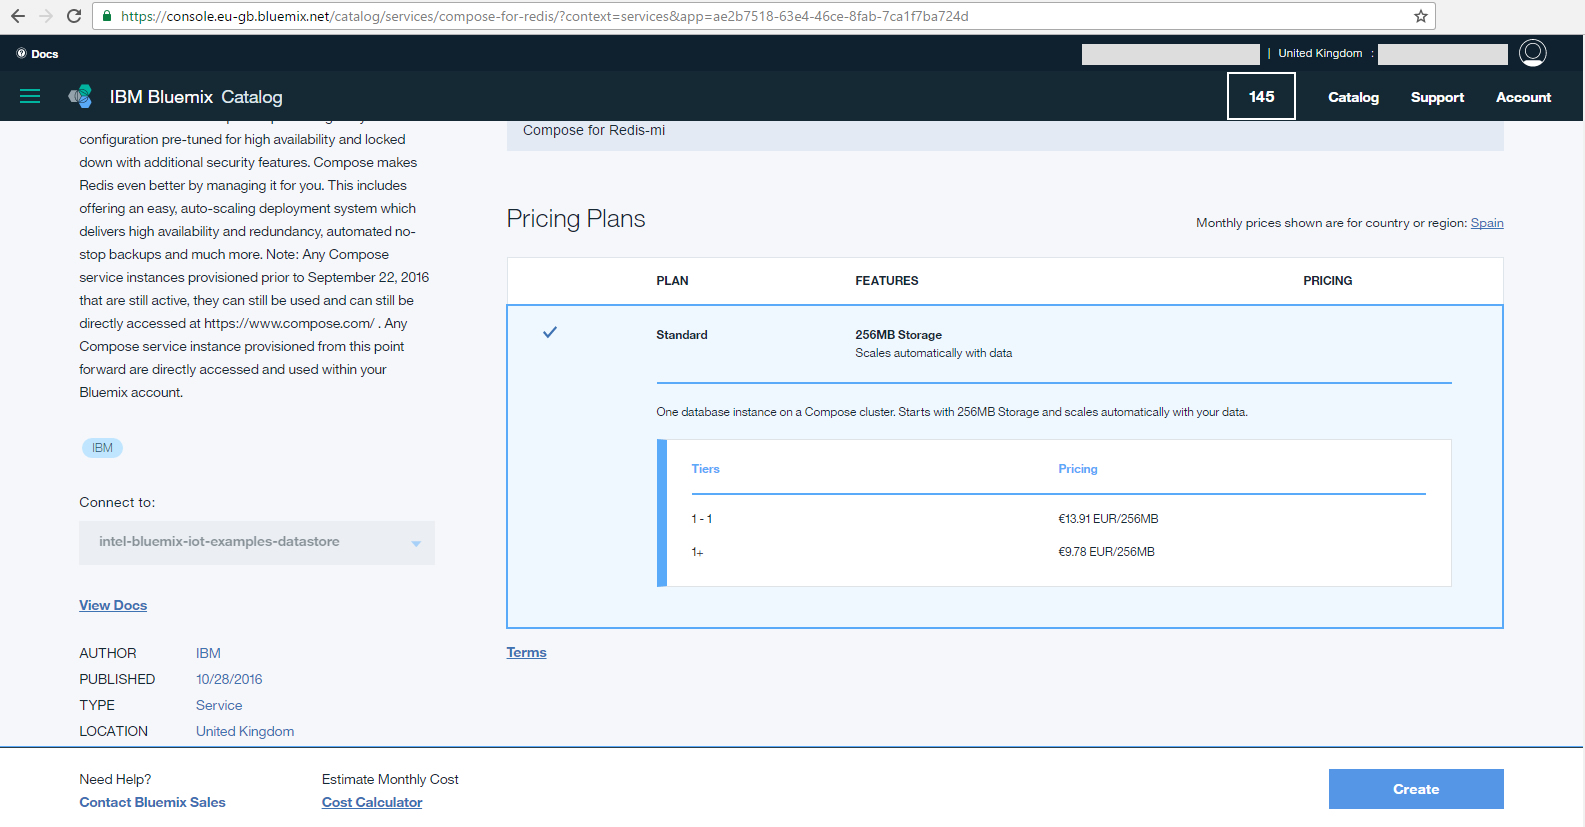 https://console.eu-gb.bluemix.net/catalog/services/compose-for-redis/?context=services&app=ae2b7518-63e4-46ce-8fab-7ca1f7ba724d
Docs
| United Kingdom :
IBM Bluemix Catalog
145
Catalog
Support
Account
configuration pre-tuned for high availability and locked
down with additional security features. Compose makes
Redis even better by managing it for you. This includes
offering an easy, auto-scaling deployment system which
delivers high availability and redundancy, automated no-
stop backups and much more. Note: Any Compose
service instances provisioned prior to September 22, 2016
that are still active, they can still be used and can still be
directly accessed at https://www.compose.com/ . Any
Compose service instance provisioned from this point
forward are directly accessed and used within your
Bluemix account.
IBM
Connect to:
intel-bluemix-iot-examples-datastore
View Docs
AUTHOR IBM
PUBLISHED 10/28/2016
TYPE Service
LOCATION United Kingdom
Compose for Redis-mi
Pricing Plans
Monthly prices shown are for country or region: Spain
PLAN FEATURES PRICING
Standard 256MB Storage
Scales automatically with data
One database instance on a Compose cluster. Starts with 256MB Storage and scales automatically with your data.
Tiers Pricing
1 - 1 €13.91 EUR/256MB
1+ €9.78 EUR/256MB
Terms
Need Help?
Contact Bluemix Sales
Estimate Monthly Cost
Cost Calculator
Create